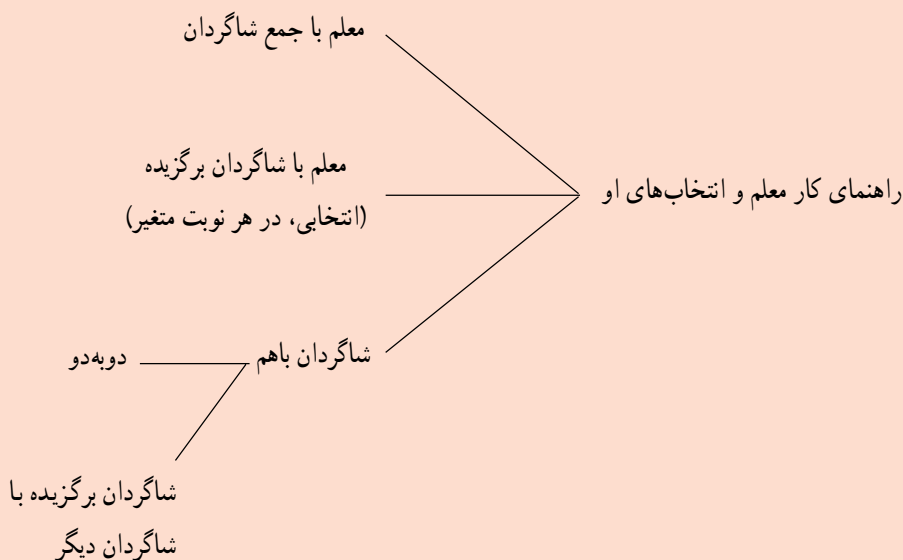 راهنمای کار معلم و انتخاب‌های او
معلم با جمع شاگردان
معلم با شاگردان برگزیده
(انتخابی، در هر نوبت متغیر)
شاگردان باهم
دوبه‌دو
شاگردان برگزیده با
شاگردان دیگر